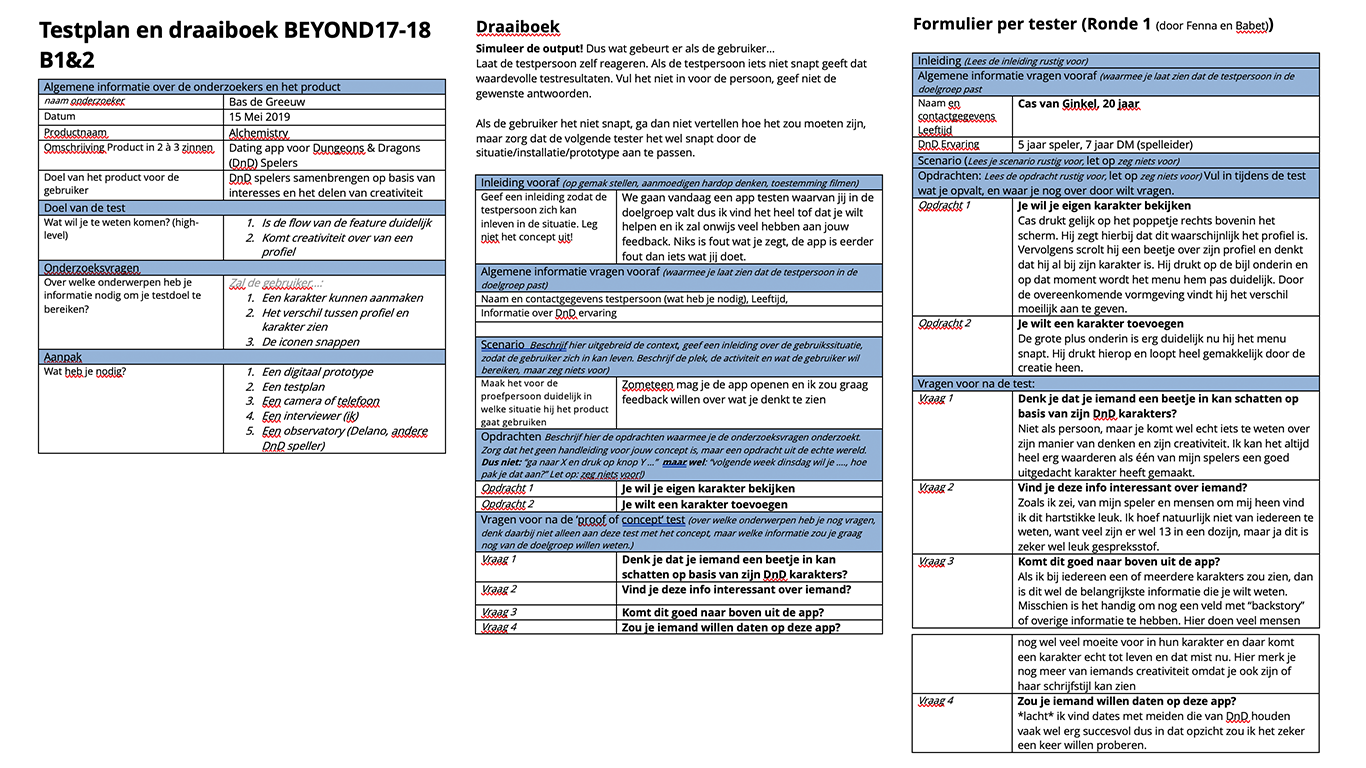 Testplan en draaiboek BEYOND17-18
B1&2
Algemene informatie over de onderzoekers en het product
naam onderzoeker
Bas de Greeuw
Datum
15 Mei 2019
Productnaam
Alchemistry
Omschrijving Product in 2 à 3 zinnen
Dating app voor Dungeons & Dragons
(DnD) Spelers
Doel van het product voor de
gebruiker
DnD spelers samenbrengen op basis van
interesses en het delen van creativiteit
Doel van de test
Wat wil je te weten komen? (high-
level)
1. Is de flow van de feature duidelijk
2. Komt creativiteit over van een
profiel
Onderzoeksvragen
Over welke onderwerpen heb je
informatie nodig om je testdoel te
bereiken?
Zal de gebruiker…:
1. Een karakter kunnen aanmaken
2. Het verschil tussen profiel en
karakter zien
3. De iconen snappen
Aanpak
Wat heb je nodig?
1. Een digitaal prototype
2. Een testplan
3. Een camera of telefoon
4. Een interviewer (ik)
5. Een observatory (Delano, andere
DnD speller)
Draaiboek
Simuleer de output! Dus wat gebeurt er als de gebruiker…
Laat de testpersoon zelf reageren. Als de testpersoon iets niet snapt geeft dat
waardevolle testresultaten. Vul het niet in voor de persoon, geef niet de
gewenste antwoorden.
Als de gebruiker het niet snapt, ga dan niet vertellen hoe het zou moeten zijn,
maar zorg dat de volgende tester het wel snapt door de
situatie/installatie/prototype aan te passen.
Inleiding vooraf (op gemak stellen, aanmoedigen hardop denken, toestemming filmen)
Geef een inleiding zodat de
testpersoon zich kan
inleven in de situatie. Leg
niet het concept uit!
We gaan vandaag een app testen waarvan jij in de
doelgroep valt dus ik vind het heel tof dat je wilt
helpen en ik zal onwijs veel hebben aan jouw
feedback. Niks is fout wat je zegt, de app is eerder
fout dan iets wat jij doet.
Algemene informatie vragen vooraf (waarmee je laat zien dat de testpersoon in de
doelgroep past)
Naam en contactgegevens testpersoon (wat heb je nodig), Leeftijd,
Informatie over DnD ervaring
Scenario Beschrijf hier uitgebreid de context, geef een inleiding over de gebruikssituatie,
zodat de gebruiker zich in kan leven. Beschrijf de plek, de activiteit en wat de gebruiker wil
bereiken, maar zeg niets voor)
Maak het voor de
proefpersoon duidelijk in
welke situatie hij het product
gaat gebruiken
Zometeen mag je de app openen en ik zou graag
feedback willen over wat je denkt te zien
Opdrachten Beschrijf hier de opdrachten waarmee je de onderzoeksvragen onderzoekt.
Zorg dat het geen handleiding voor jouw concept is, maar een opdracht uit de echte wereld.
Dus niet: “ga naar X en druk op knop Y …” maar wel: “volgende week dinsdag wil je …., hoe
pak je dat aan?” Let op: zeg niets voor!)
Opdracht 1
Je wil je eigen karakter bekijken
Opdracht 2
Je wilt een karakter toevoegen
Vragen voor na de ‘proof of concept’ test (over welke onderwerpen heb je nog vragen,
denk daarbij niet alleen aan deze test met het concept, maar welke informatie zou je graag
nog van de doelgroep willen weten.)
Vraag 1
Denk je dat je iemand een beetje in kan
schatten op basis van zijn DnD karakters?
Vraag 2
Vind je deze info interessant over iemand?
Vraag 3
Komt dit goed naar boven uit de app?
Vraag 4
Zou je iemand willen daten op deze app?
Formulier per tester (Ronde 1 (door Fenna en Babet))
Inleiding (Lees de inleiding rustig voor)
Algemene informatie vragen vooraf (waarmee je laat zien dat de testpersoon in de
doelgroep past
Naam en
contactgegevens
Leeftijd
Cas van Ginkel, 20 jaar
DnD Ervaring
5 jaar speler, 7 jaar DM (spelleider)
Scenario (Lees je scenario rustig voor, let op zeg niets voor)
Opdrachten: Lees je opdracht rustig voor, let op zeg niets voor) Vul in tijdens de test
wat je opvalt, en waar je nog over door wilt vragen.
Opdracht 1
Je wil je eigen karakter bekijken
Cas drukt gelijk op het poppetje rechts bovenin het
scherm. Hij zegt hierbij dat dit waarschijnlijk het profiel is.
Vervolgens scrolt hij een beetje over zijn profiel en denkt
dat hij al bij zijn karakter is. Hij drukt op de bijl onderin en
op dat moment wordt het menu hem pas duidelijk. Door
de overeenkomende vormgeving vindt hij het verschil
moeilijk aan te geven.
Opdracht 2
Je wilt een karakter toevoegen
De grote plus onderin is erg duidelijk nu hij het menu
snapt. Hij drukt hierop en loopt heel gemakkelijk door de
creatie heen.
Vragen voor na de test:
Vraag 1
Denk je dat je iemand een beetje in kan schatten op
basis van zijn DnD karakters?
Niet als persoon, maar je komt wel echt iets te weten over
zijn manier van denken en zijn creativiteit. Ik kan het altijd
heel erg waarderen als één van mijn spelers een goed
uitgedacht karakter heeft gemaakt.
Vraag 2
Vind je deze info interessant over iemand?
Zoals ik zei, van mijn speler en mensen om mij heen vind
ik dit hartstikke leuk. Ik hoef natuurlijk niet van iedereen te
weten, want veel zijn er wel 13 in een dozijn, maar ja dit is
zeker wel leuk gespreksstof.
Vraag 3
Komt dit goed naar boven uit de app?
Als ik bij iedereen een of meerdere karakters zou zien, dan
is dit wel de belangrijkste informatie die je wilt weten.
Misschien is het handig om nog een veld met “backstory”
of overige informatie te hebben. Hier doen veel mensen
nog wel veel moeite voor in hun karakter en daar komt
een karakter echt tot leven en dat mist nu. Hier merk je
nog meer van iemands creativiteit omdat je ook zijn of
haar schrijfstijl kan zien
Vraag 4
Zou je iemand willen daten op deze app?
*lacht* ik vind dates met meiden die van DnD houden
vaak wel erg succesvol dus in dat opzicht zou ik het zeker
een keer willen proberen.